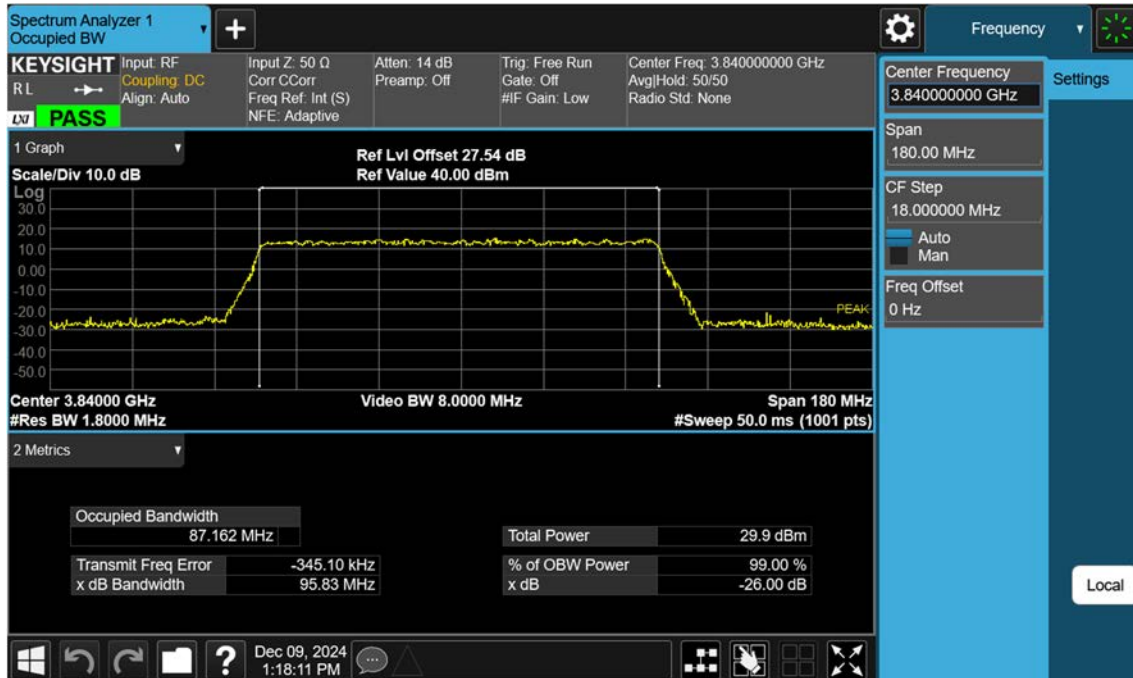 Spectrum Analyzer 1
Occupied BW
+
Frequency
KEYSIGHT
RL
LXI PASS
Input: RF
Coupling: DC
Align: Auto
Input Z: 50 Ω
Corr CCorr
Freq Ref: Int (S)
NFE: Adaptive
Atten: 14 dB
Preamp: Off
Trig: Free Run
Gate: Off
#IF Gain: Low
Center Freq: 3.840000000 GHz
Avg|Hold: 50/50
Radio Std: None
1 Graph
Scale/Div 10.0 dB
Ref Lvl Offset 27.54 dB
Ref Value 40.00 dBm
Log
30.0
20.0
10.0
0.00
-10.0
-20.0
-30.0
-40.0
-50.0
PEAK
Center 3.84000 GHz
#Res BW 1.8000 MHz
Video BW 8.0000 MHz
Span 180 MHz
#Sweep 50.0 ms (1001 pts)
2 Metrics
Occupied Bandwidth
87.162 MHz
Transmit Freq Error -345.10 kHz
x dB Bandwidth 95.83 MHz
Total Power 29.9 dBm
% of OBW Power 99.00 %
x dB -26.00 dB
Center Frequency
3.840000000 GHz
Span
180.00 MHz
CF Step
18.000000 MHz
Auto
Man
Freq Offset
0 Hz
Settings
Local
?
Dec 09, 2024
1:18:11 PM